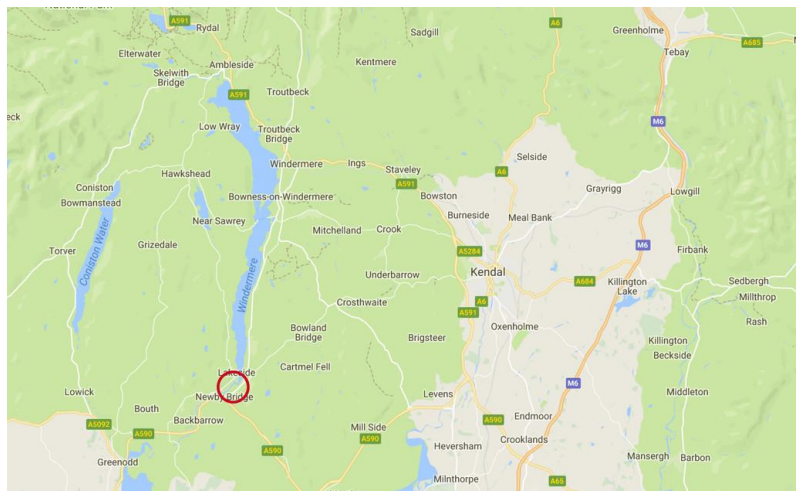 National Park
A591
Rydal
Sadgill
A6
Greenholme
Tebay
A685
Elterwater
Ambleside
Kentmere
Skelwith
Bridge
Troutbeck
A591
Low Wray
Troutbeck
Bridge
M6
Selside
Windermere
Ings
Staveley
A6
Hawkshead
A591
Coniston
Bowmanstead
Bowness-on-Windermere
Bowston
Grayrigg
Lowgill
Near Sawrey
Burneside
Meal Bank
Mitchelland
Crook
Torver
Grizedale
Coniston Water
Windermere
A5284
M6
Firbank
Underbarrow
Kendal
A684
Killington
Lake
Sedbergh
Millthrop
Crosthwaite
A6
A591
Rash
Bowland
Bridge
Brigsteer
Oxenholme
Killington
Beckside
Lakeside
Cartmel Fell
M6
Lowick
Newby Bridge
Levens
Middleton
Bouth
Backbarrow
Endmoor
A5092
A590
Mill Side
A590
A590
A590
Crooklands
Heversham
Greenodd
Mansergh
Barbon
Milnthorpe
A65